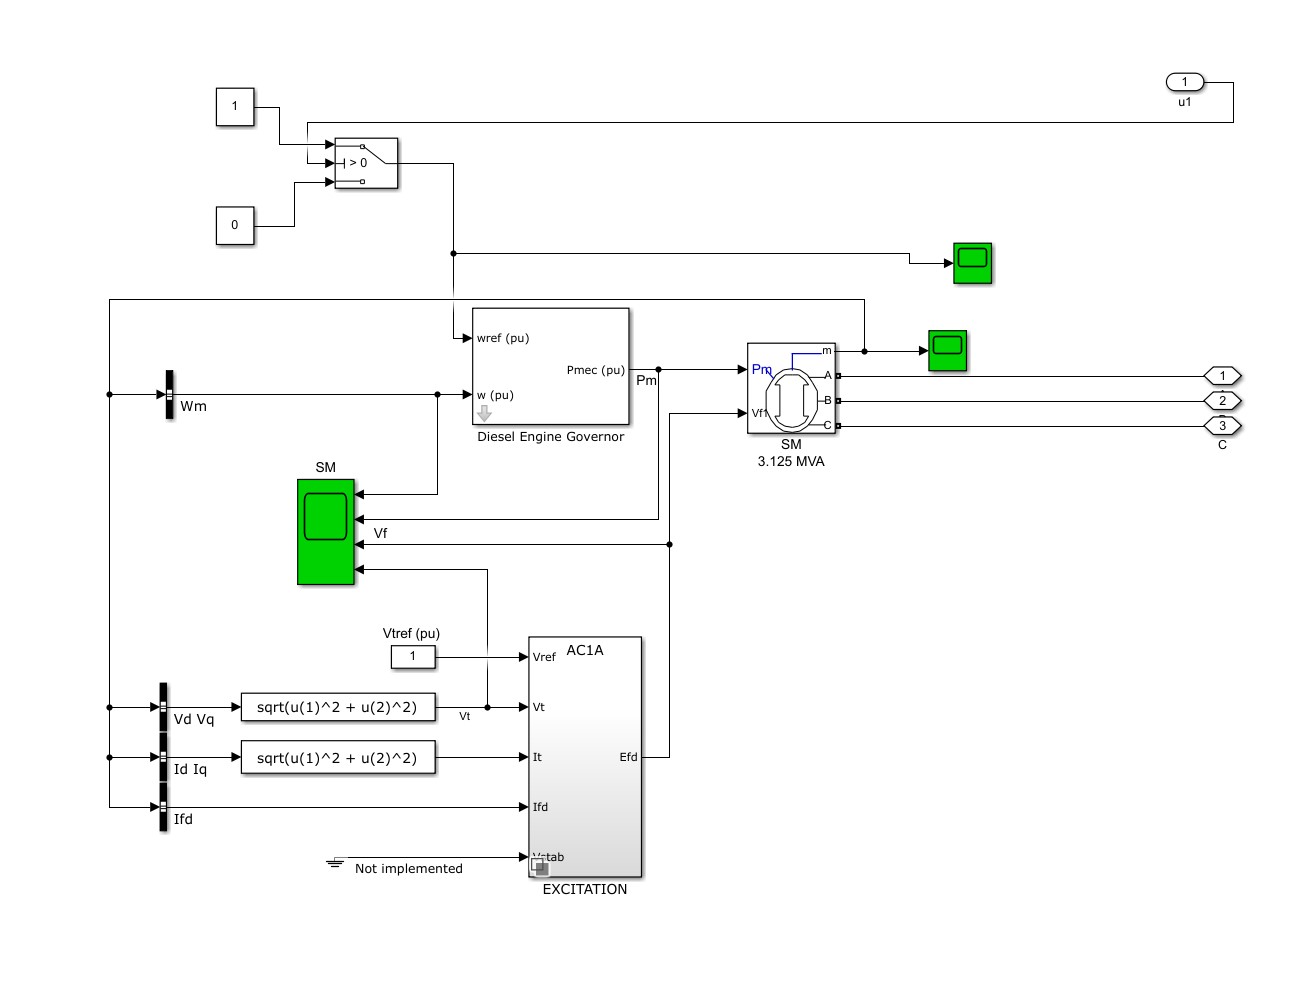 1
u1
1
> 0
0
wref (pu)
Pmec (pu)
w (pu)
Pm
Diesel Engine Governor
Wm
m
Pm
A
B
Vf1
C
SM
3.125 MVA
1
2
3
C
SM
Vf
Vtref (pu)
1
AC1A
Vref
Vd Vq
sqrt(u(1)^2 + u(2)^2)
Vt
Vt
Id Iq
sqrt(u(1)^2 + u(2)^2)
It
Efd
Ifd
Ifd
Not implemented
Vstab
EXCITATION